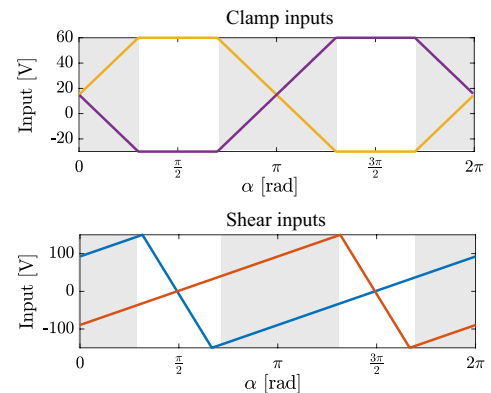 Clamp inputs
Input [V]
60
20
0
-20
0
π/2
π
3π/2
2π
α [rad]
Shear inputs
Input [V]
100
0
-100
0
π/2
π
3π/2
2π
α [rad]